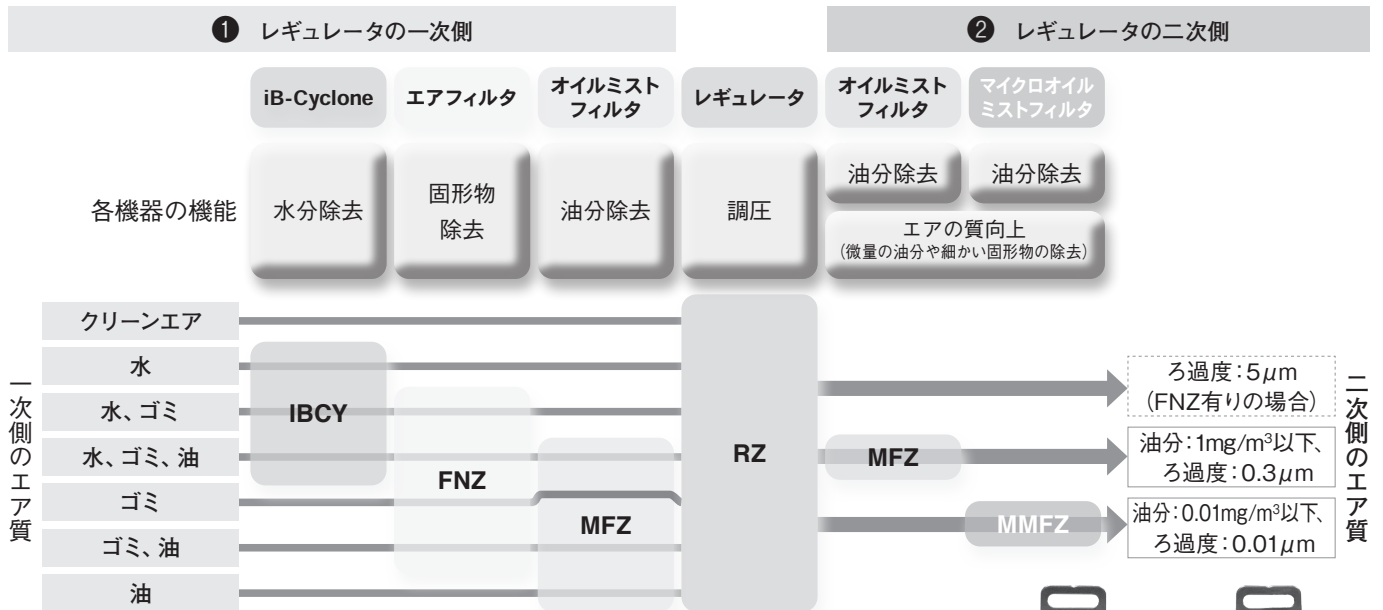 ❶ レギュレータの一次側
❷ レギュレータの二次側
iB-Cyclone
エアフィルタ
オイルミスト
フィルタ
レギュレータ
オイルミスト
フィルタ
マイクロオイル
ミストフィルタ
各機器の機能
水分除去
固形物
除去
油分除去
調圧
油分除去
油分除去
エアの質向上
(微量の油分や細かい固形物の除去)
一次側のエア質
クリーンエア
水
水、ゴミ
水、ゴミ、油
ゴミ
ゴミ、油
油
IBCY
FNZ
MFZ
RZ
MFZ
MMFZ
ろ過度:5μm
(FNZ有りの場合)
油分:1mg/m³以下、
ろ過度:0.3μm
油分:0.01mg/m³以下、
ろ過度:0.01μm
二次側のエア質